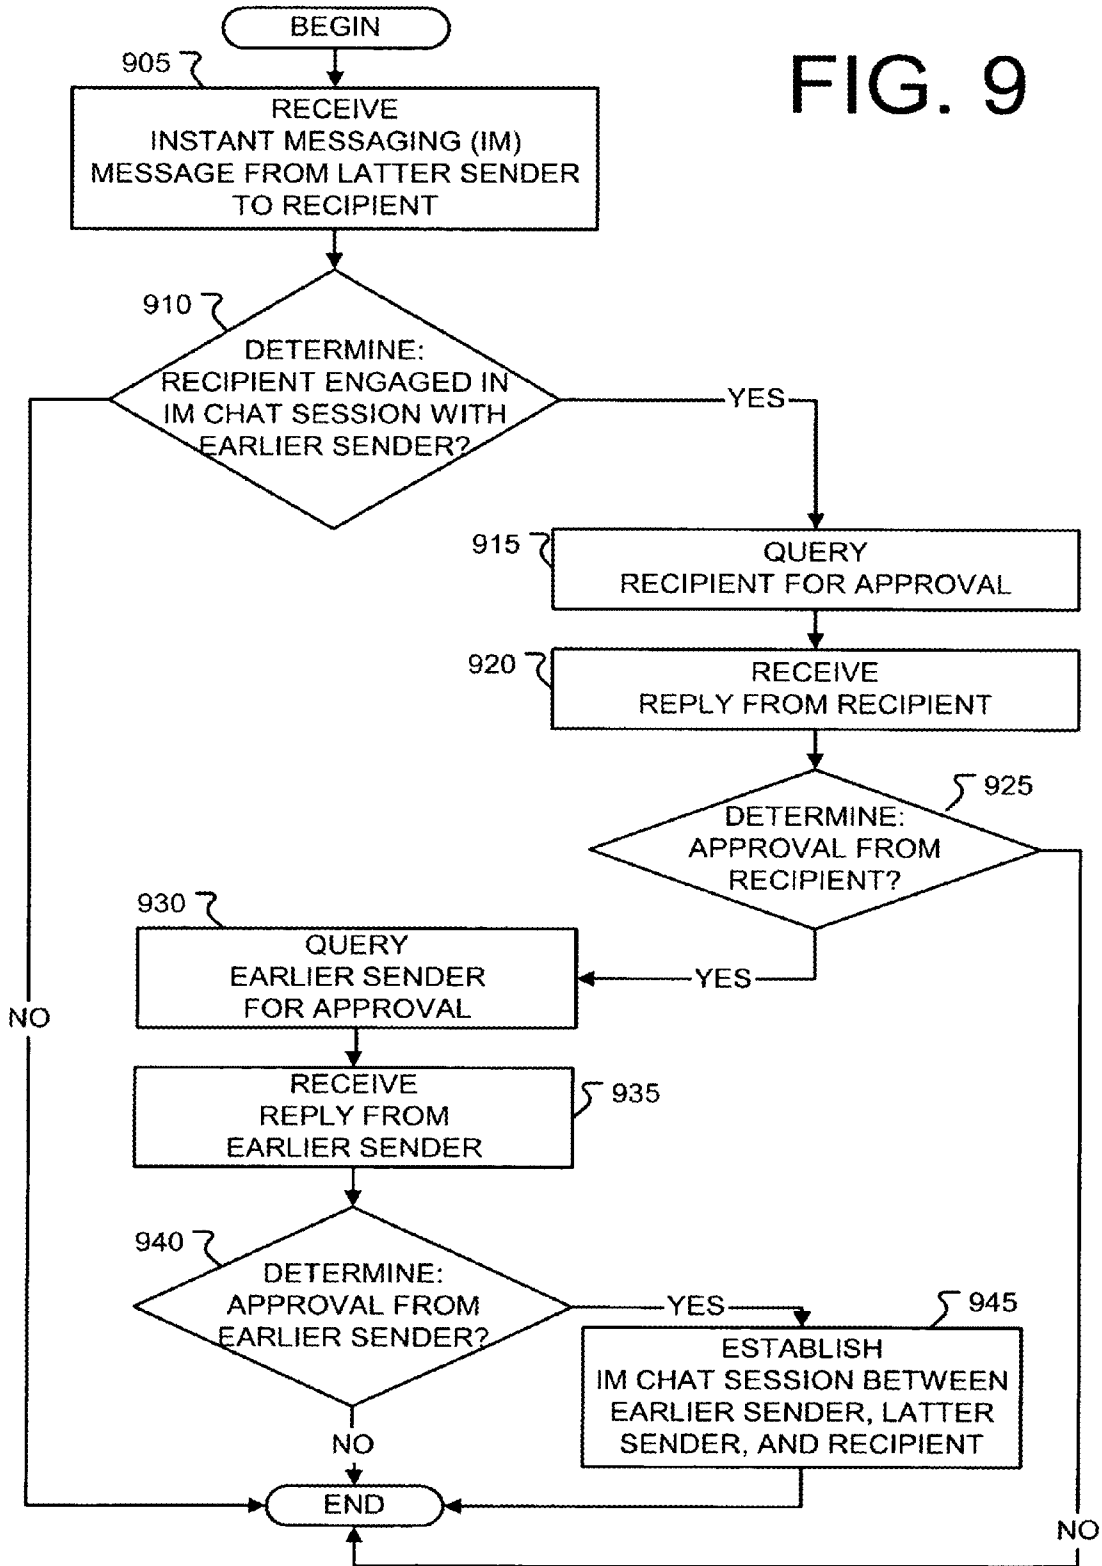 BEGIN
FIG. 9
905
RECEIVE
INSTANT MESSAGING (IM)
MESSAGE FROM LATTER SENDER
TO RECIPIENT
910
DETERMINE:
RECIPIENT ENGAGED IN
IM CHAT SESSION WITH
EARLIER SENDER?
YES
915
QUERY
RECIPIENT FOR APPROVAL
920
RECEIVE
REPLY FROM RECIPIENT
925
DETERMINE:
APPROVAL FROM
RECIPIENT?
930
QUERY
EARLIER SENDER
FOR APPROVAL
YES
NO
RECEIVE
REPLY FROM
EARLIER SENDER
935
940
DETERMINE:
APPROVAL FROM
EARLIER SENDER?
YES
945
ESTABLISH
IM CHAT SESSION BETWEEN
EARLIER SENDER, LATTER
SENDER, AND RECIPIENT
NO
END
NO